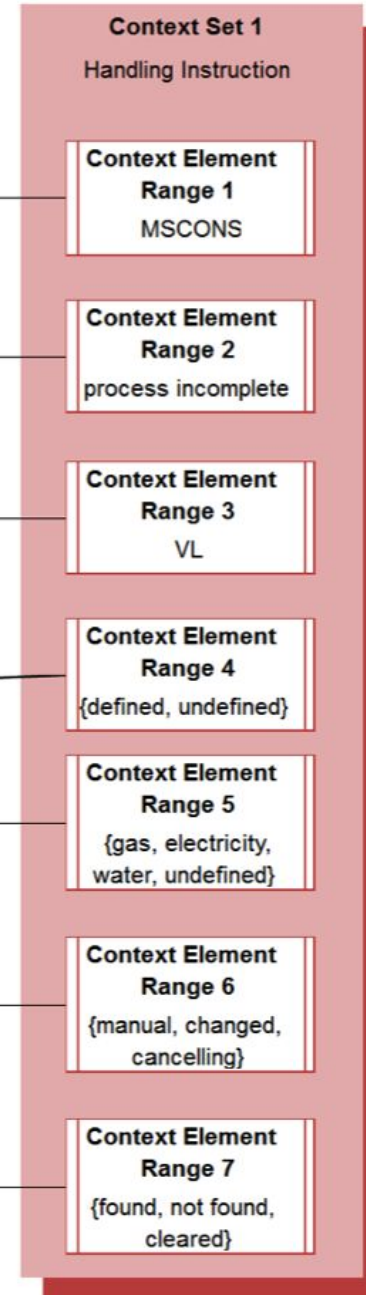 Context Set 1
Handling Instruction
Context Element
Range 1
MSCONS
Context Element
Range 2
process incomplete
Context Element
Range 3
VL
Context Element
Range 4
{defined, undefined}
Context Element
Range 5
{gas, electricity,
water, undefined}
Context Element
Range 6
{manual, changed,
cancelling}
Context Element
Range 7
{found, not found,
cleared}